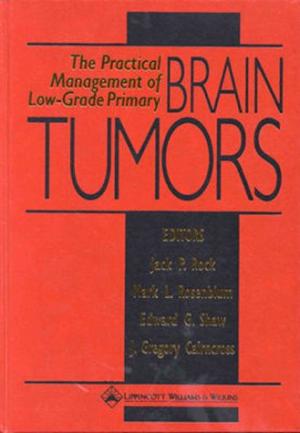 The Practical
Management of
Low-Grade Primary
BRAIN
TUMORS
EDITORS
Jack P. Rock
Mark L. Rosenblum
Edward G. Shaw
J. Gregory Cairncross
LIPPINCOTT WILLIAMS & WILKINS